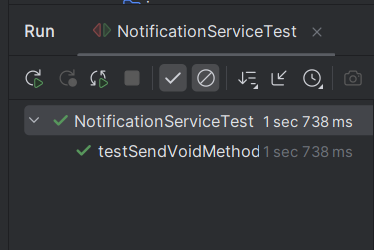 Run
NotificationServiceTest
NotificationServiceTest 1 sec 738 ms
testSendVoidMethod 1 sec 738 ms